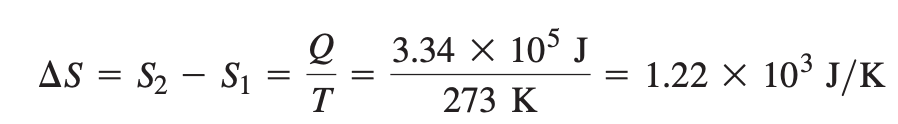 ΔS = S₂ − S₁ = Q/T = 3.34 × 10⁵ J / 273 K = 1.22 × 10³ J/K